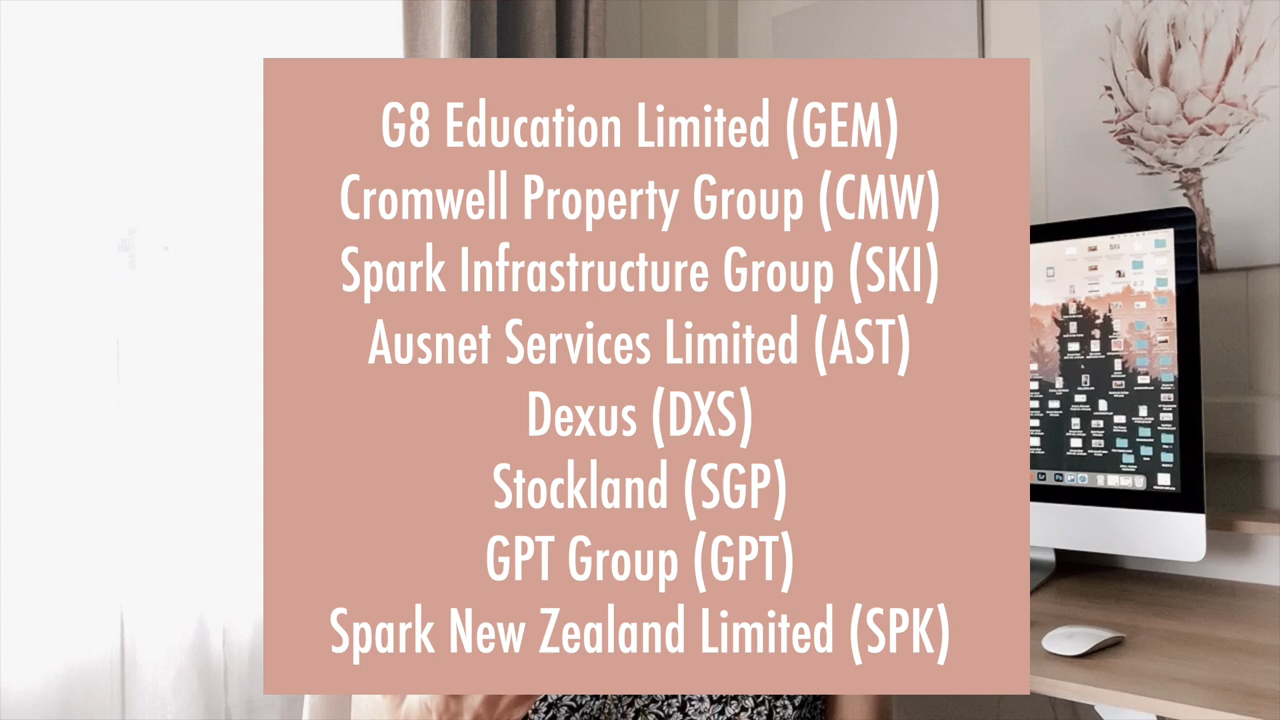 G8 Education Limited (GEM)
Cromwell Property Group (CMW)
Spark Infrastructure Group (SKI)
Ausnet Services Limited (AST)
Dexus (DXS)
Stockland (SGP)
GPT Group (GPT)
Spark New Zealand Limited (SPK)